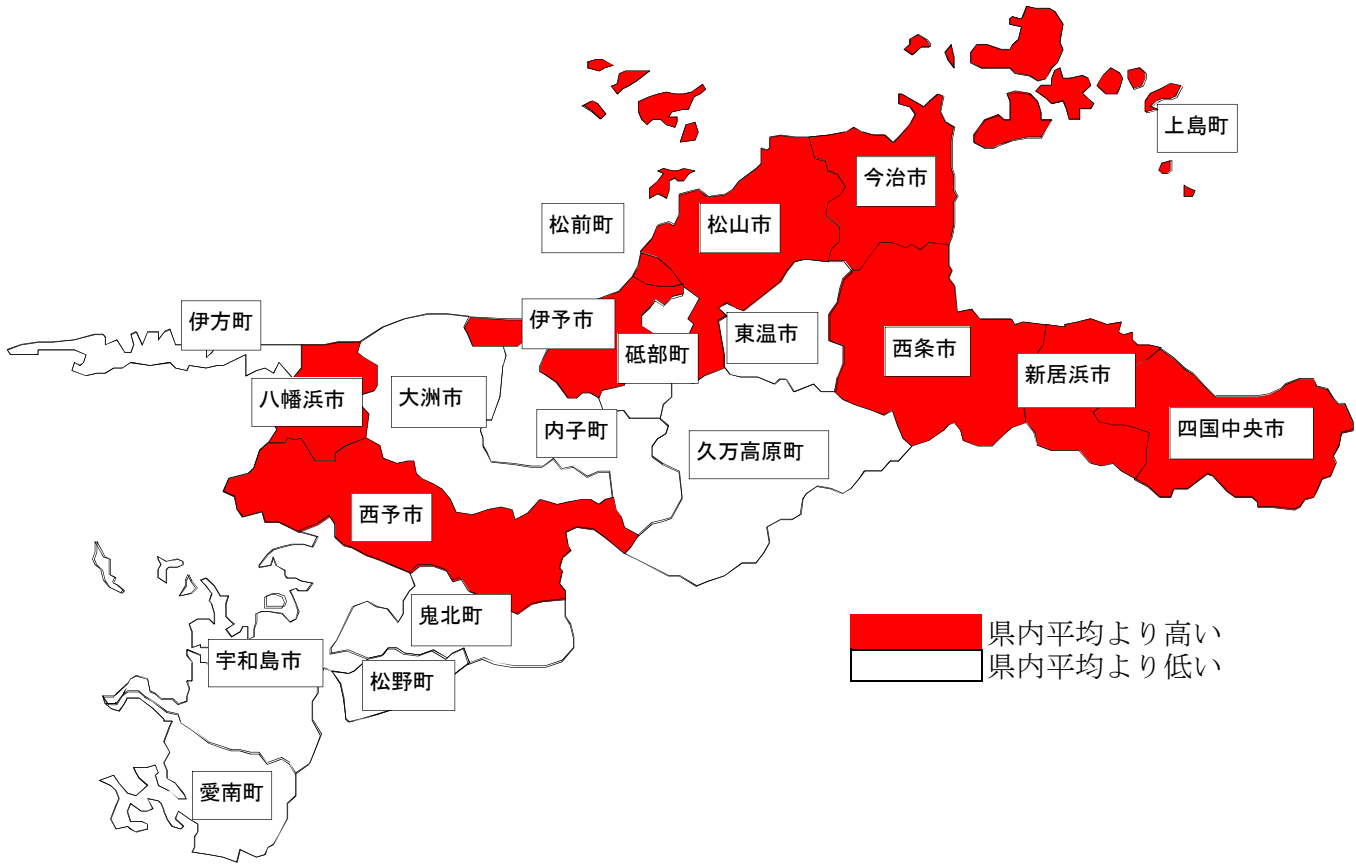 上島町
今治市
松前町
松山市
伊方町
伊予市
東温市
西条市
砥部町
新居浜市
八幡浜市
大洲市
内子町
四国中央市
久万高原町
西予市
鬼北町
県内平均より高い
宇和島市
県内平均より低い
松野町
愛南町